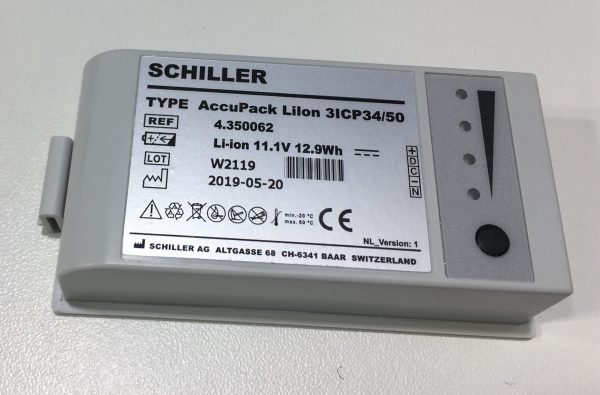 SCHILLER
TYPE AccuPack LiIon 3ICP34/50
REF 4.350062
Li-ion 11.1V 12.9Wh
LOT W2119
2019-05-20
min.-20 °C
max. 60 °C
CE
NL_Version: 1
SCHILLER AG ALTGASSE 68 CH-6341 BAAR SWITZERLAND
+
D
C
-
N